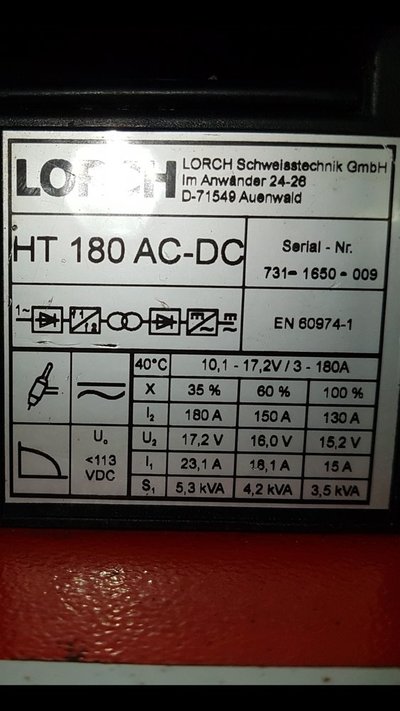 LORCH
LORCH Schweisstechnik GmbH
Im Anwänder 24-26
D-71549 Auenwald
HT 180 AC-DC
Serial - Nr.
731- 1650 - 009
1~
f1
f2
EN 60974-1
40°C 10,1 - 17,2V / 3 - 180A
X 35 % 60 % 100 %
I₂ 180 A 150 A 130 A
U₀
<113
VDC
U₂ 17,2 V 16,0 V 15,2 V
I₁ 23,1 A 18,1 A 15 A
S₁ 5,3 kVA 4,2 kVA 3,5 kVA